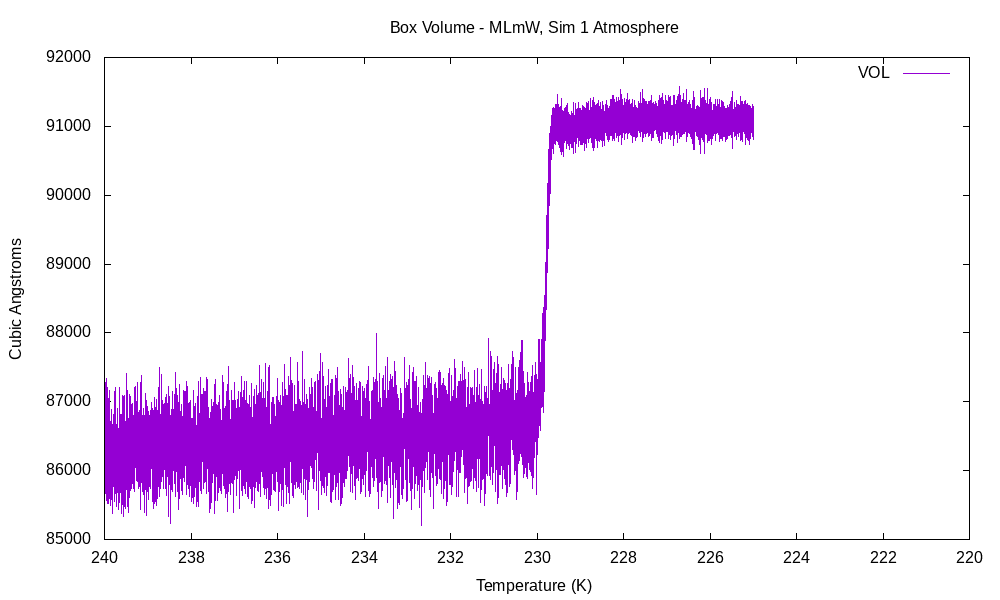 Box Volume - MLmW, Sim 1 Atmosphere
92000
VOL
91000
90000
89000
88000
87000
86000
85000
Cubic Angstroms
240 238 236 234 232 230 228 226 224 222 220
Temperature (K)